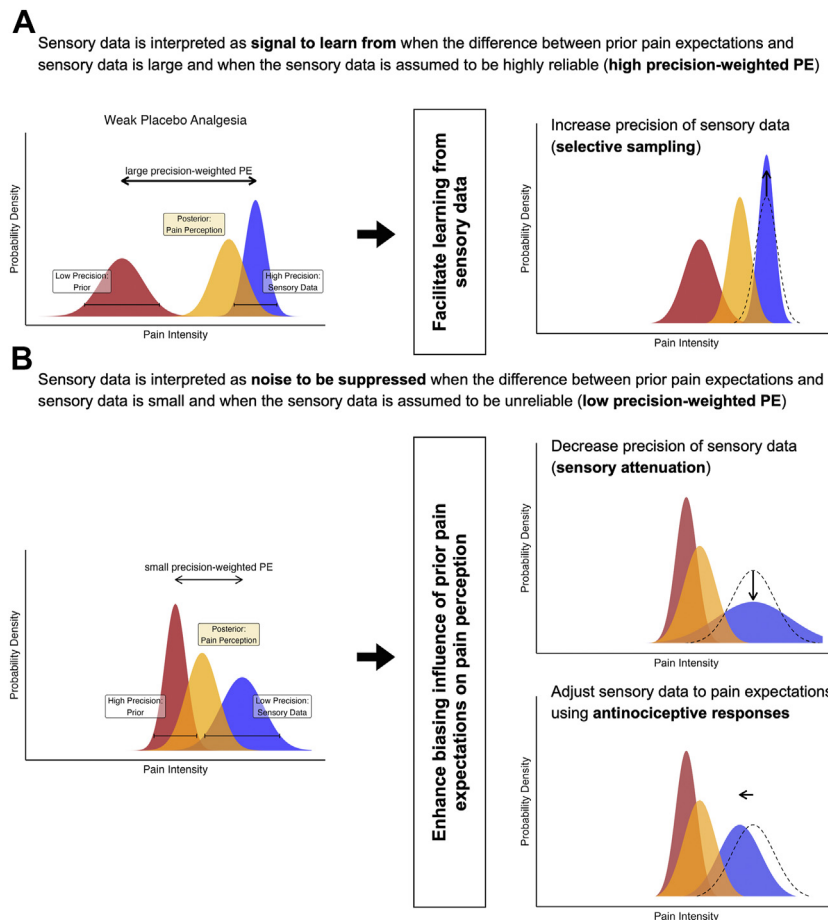 A
Sensory data is interpreted as signal to learn from when the difference between prior pain expectations and
sensory data is large and when the sensory data is assumed to be highly reliable (high precision-weighted PE)
Weak Placebo Analgesia
large precision-weighted PE
Posterior:
Pain Perception
Low Precision:
Prior
High Precision:
Sensory Data
Probability Density
Pain Intensity
Facilitate learning from
sensory data
Increase precision of sensory data
(selective sampling)
Probability Density
Pain Intensity
B
Sensory data is interpreted as noise to be suppressed when the difference between prior pain expectations and
sensory data is small and when the sensory data is assumed to be unreliable (low precision-weighted PE)
small precision-weighted PE
Posterior:
Pain Perception
High Precision:
Prior
Low Precision:
Sensory Data
Probability Density
Pain Intensity
Enhance biasing influence of prior pain
expectations on pain perception
Decrease precision of sensory data
(sensory attenuation)
Probability Density
Pain Intensity
Adjust sensory data to pain expectations
using antinociceptive responses
Probability Density
Pain Intensity